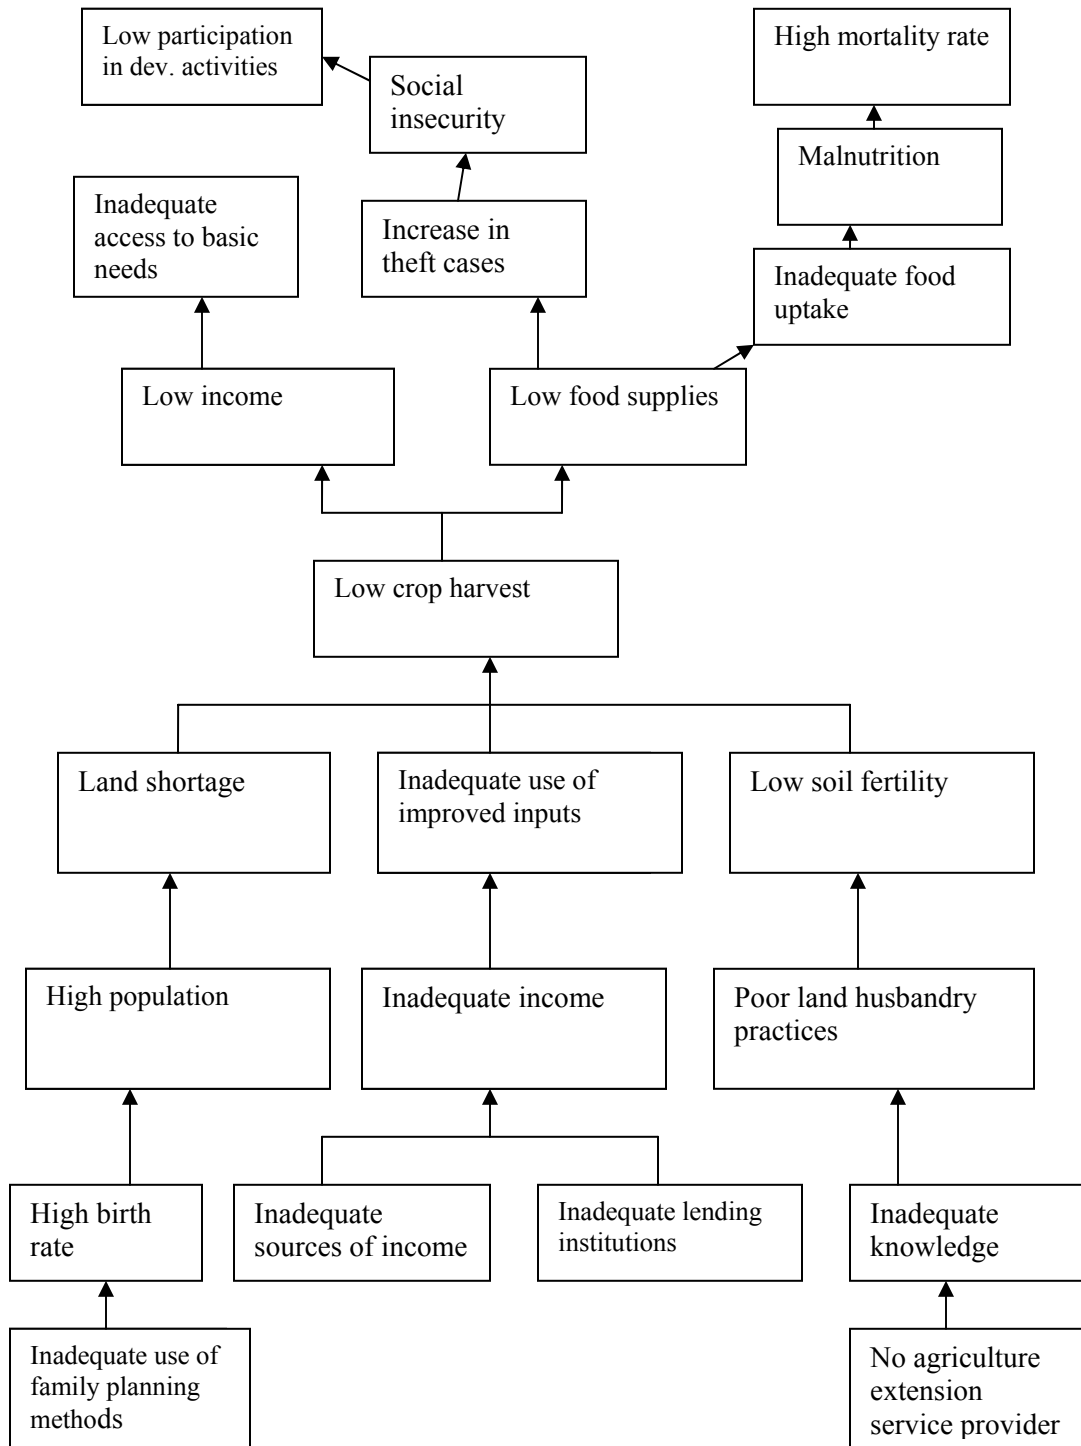 Low participation
in dev. activities
High mortality rate
Social
insecurity
Malnutrition
Inadequate
access to basic
needs
Increase in
theft cases
Inadequate food
uptake
Low income
Low food supplies
Low crop harvest
Land shortage
Inadequate use of
improved inputs
Low soil fertility
High population
Inadequate income
Poor land husbandry
practices
High birth
rate
Inadequate
sources of income
Inadequate lending
institutions
Inadequate
knowledge
Inadequate use of
family planning
methods
No agriculture
extension
service provider